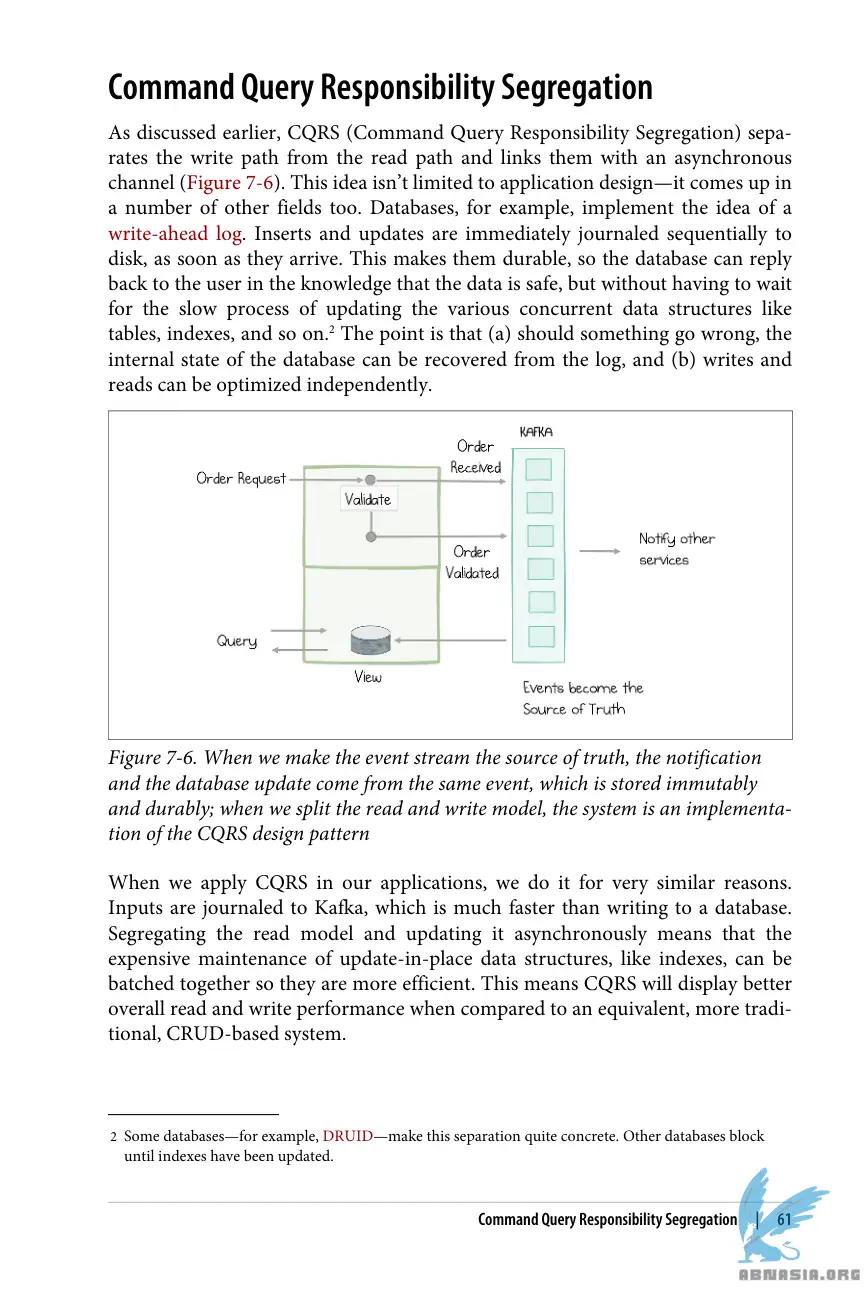 Command Query Responsibility Segregation
As discussed earlier, CQRS (Command Query Responsibility Segregation) sepa-
rates the write path from the read path and links them with an asynchronous
channel (Figure 7-6). This idea isn’t limited to application design—it comes up in
a number of other fields too. Databases, for example, implement the idea of a
write-ahead log. Inserts and updates are immediately journaled sequentially to
disk, as soon as they arrive. This makes them durable, so the database can reply
back to the user in the knowledge that the data is safe, but without having to wait
for the slow process of updating the various concurrent data structures like
tables, indexes, and so on.2 The point is that (a) should something go wrong, the
internal state of the database can be recovered from the log, and (b) writes and
reads can be optimized independently.
KAFKA
Order
Received
Order Request
Validate
Order
Validated
Notify other
services
Query
View
Events become the
Source of Truth
Figure 7-6. When we make the event stream the source of truth, the notification
and the database update come from the same event, which is stored immutably
and durably; when we split the read and write model, the system is an implementa-
tion of the CQRS design pattern
When we apply CQRS in our applications, we do it for very similar reasons.
Inputs are journaled to Kafka, which is much faster than writing to a database.
Segregating the read model and updating it asynchronously means that the
expensive maintenance of update-in-place data structures, like indexes, can be
batched together so they are more efficient. This means CQRS will display better
overall read and write performance when compared to an equivalent, more tradi-
tional, CRUD-based system.
2 Some databases—for example, DRUID—make this separation quite concrete. Other databases block
until indexes have been updated.
Command Query Responsibility Segregation | 61
ABNASIA.ORG